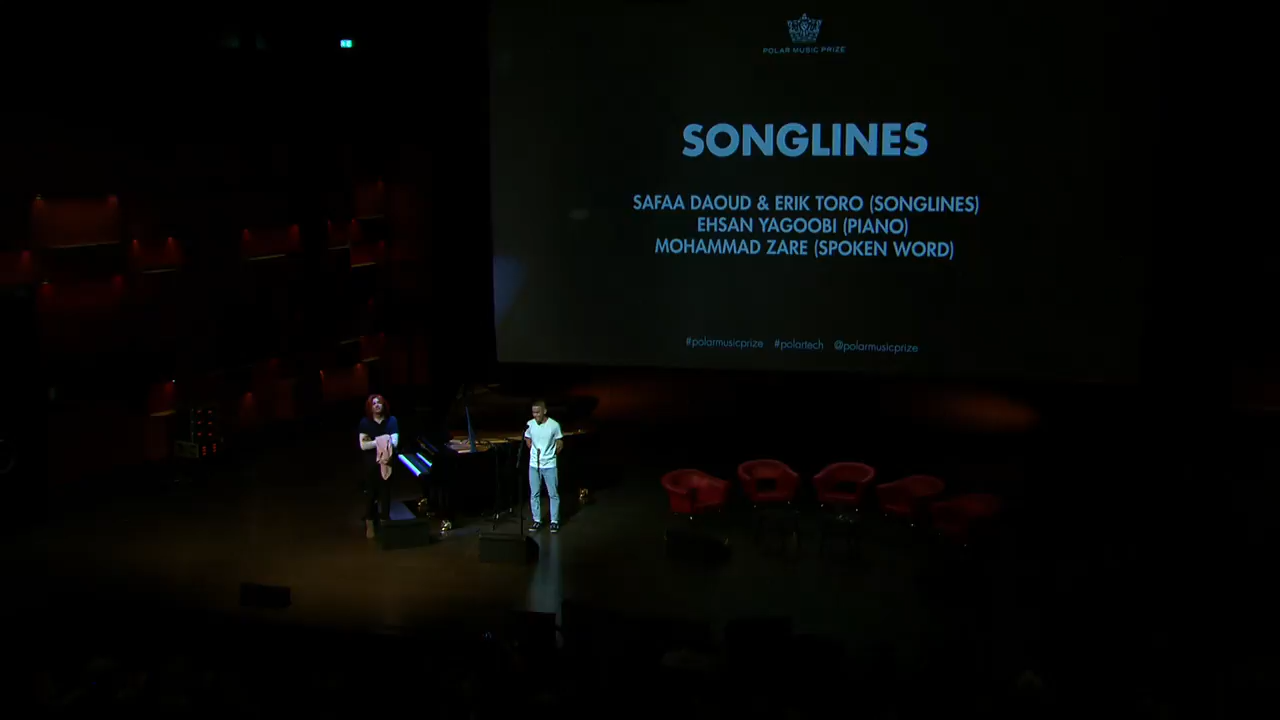 POLAR MUSIC PRIZE
SONGLINES
SAFAA DAOUD & ERIK TORO (SONGLINES)
EHSAN YAGOOBI (PIANO)
MOHAMMAD ZARE (SPOKEN WORD)
#polarmusicprize #polartech @polarmusicprize